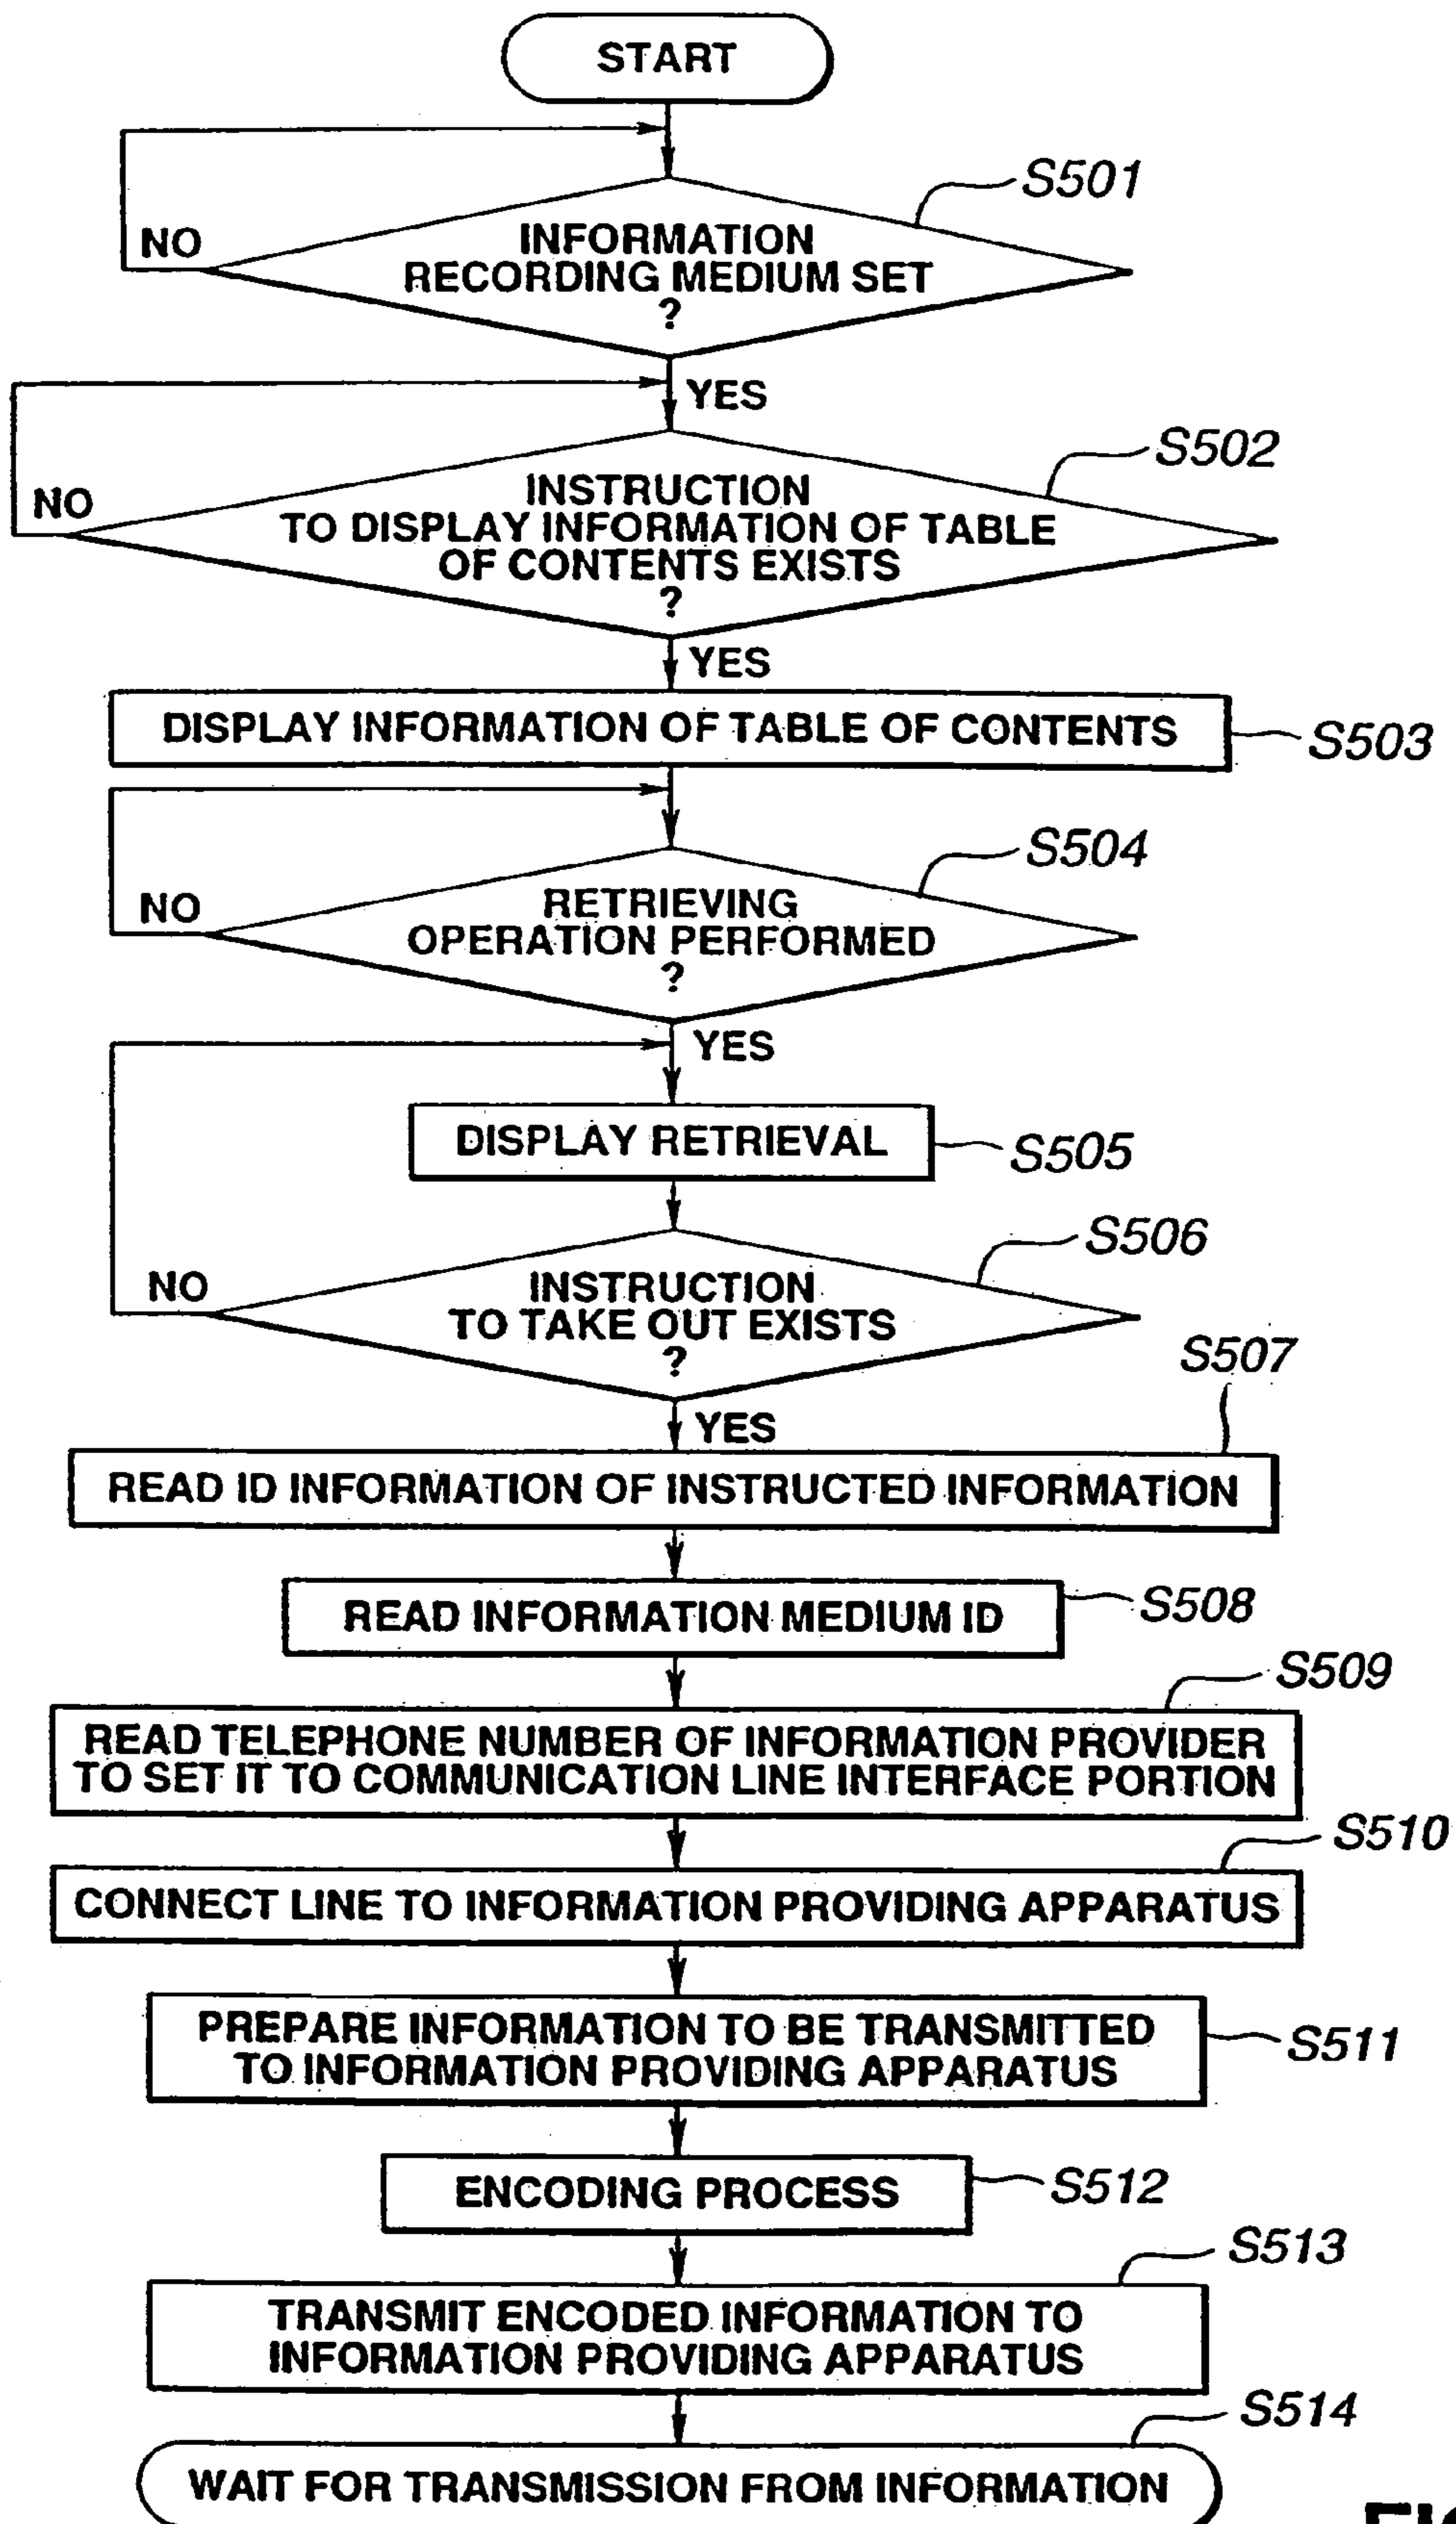 START
S501
NO
INFORMATION
RECORDING MEDIUM SET
?
YES
S502
NO
INSTRUCTION
TO DISPLAY INFORMATION OF TABLE
OF CONTENTS EXISTS
?
YES
DISPLAY INFORMATION OF TABLE OF CONTENTS
S503
S504
NO
RETRIEVING
OPERATION PERFORMED
?
YES
DISPLAY RETRIEVAL
S505
S506
NO
INSTRUCTION
TO TAKE OUT EXISTS
?
S507
YES
READ ID INFORMATION OF INSTRUCTED INFORMATION
READ INFORMATION MEDIUM ID
S508
S509
READ TELEPHONE NUMBER OF INFORMATION PROVIDER
TO SET IT TO COMMUNICATION LINE INTERFACE PORTION
S510
CONNECT LINE TO INFORMATION PROVIDING APPARATUS
PREPARE INFORMATION TO BE TRANSMITTED
TO INFORMATION PROVIDING APPARATUS
S511
ENCODING PROCESS
S512
S513
TRANSMIT ENCODED INFORMATION TO
INFORMATION PROVIDING APPARATUS
S514
WAIT FOR TRANSMISSION FROM INFORMATION